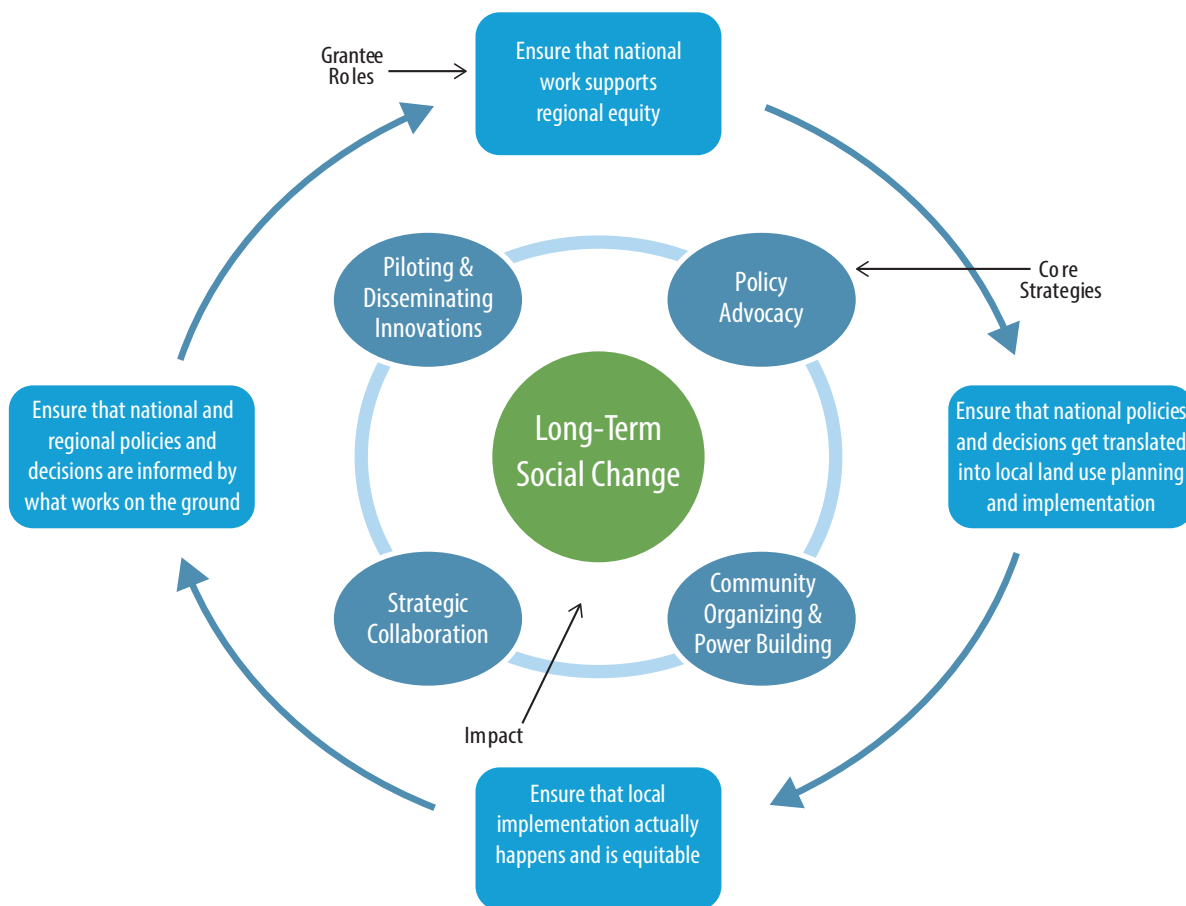 Grantee
Roles
Ensure that national
work supports
regional equity
Piloting &
Disseminating
Innovations
Policy
Advocacy
Core
Strategies
Ensure that national and
regional policies and
decisions are informed by
what works on the ground
Long-Term
Social Change
Ensure that national policies
and decisions get translated
into local land use planning
and implementation
Strategic
Collaboration
Community
Organizing &
Power Building
Impact
Ensure that local
implementation actually
happens and is equitable